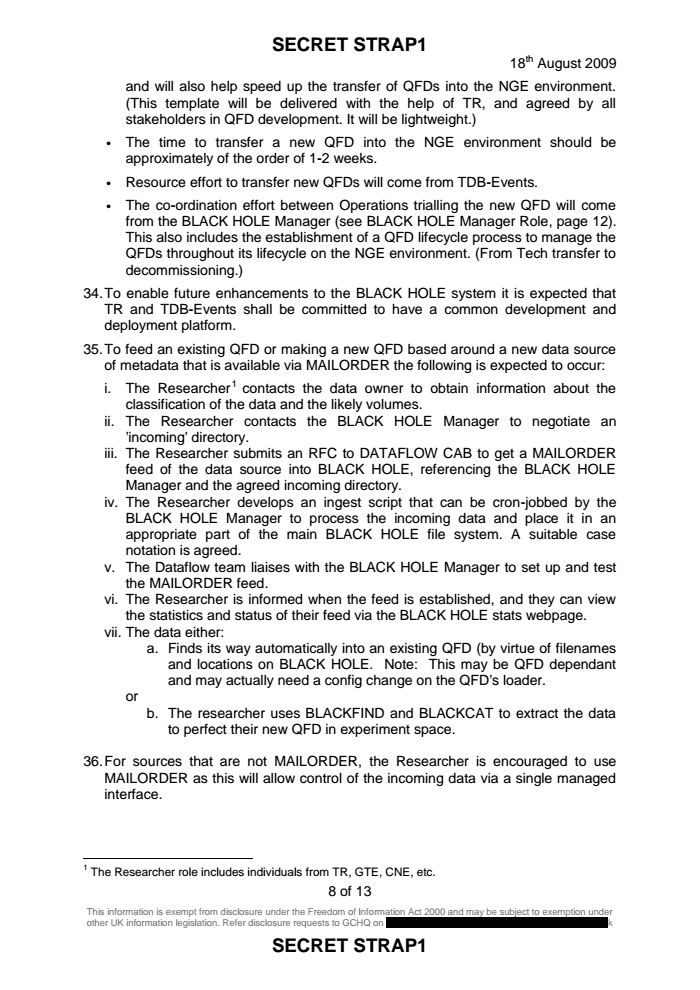 SECRET STRAP1
18th August 2009
and will also help speed up the transfer of QFDs into the NGE environment.
(This template will be delivered with the help of TR, and agreed by all
stakeholders in QFD development. It will be lightweight.)
• The time to transfer a new QFD into the NGE environment should be
approximately of the order of 1-2 weeks.
• Resource effort to transfer new QFDs will come from TDB-Events.
• The co-ordination effort between Operations trialling the new QFD will come
from the BLACK HOLE Manager (see BLACK HOLE Manager Role, page 12).
This also includes the establishment of a QFD lifecycle process to manage the
QFDs throughout its lifecycle on the NGE environment. (From Tech transfer to
decommissioning.)
34. To enable future enhancements to the BLACK HOLE system it is expected that
TR and TDB-Events shall be committed to have a common development and
deployment platform.
35. To feed an existing QFD or making a new QFD based around a new data source
of metadata that is available via MAILORDER the following is expected to occur:
i. The Researcher1 contacts the data owner to obtain information about the
classification of the data and the likely volumes.
ii. The Researcher contacts the BLACK HOLE Manager to negotiate an
'incoming' directory.
iii. The Researcher submits an RFC to DATAFLOW CAB to get a MAILORDER
feed of the data source into BLACK HOLE, referencing the BLACK HOLE
Manager and the agreed incoming directory.
iv. The Researcher develops an ingest script that can be cron-jobbed by the
BLACK HOLE Manager to process the incoming data and place it in an
appropriate part of the main BLACK HOLE file system. A suitable case
notation is agreed.
v. The Dataflow team liaises with the BLACK HOLE Manager to set up and test
the MAILORDER feed.
vi. The Researcher is informed when the feed is established, and they can view
the statistics and status of their feed via the BLACK HOLE stats webpage.
vii. The data either:
a. Finds its way automatically into an existing QFD (by virtue of filenames
and locations on BLACK HOLE. Note: This may be QFD dependant
and may actually need a config change on the QFD's loader.
or
b. The researcher uses BLACKFIND and BLACKCAT to extract the data
to perfect their new QFD in experiment space.
36. For sources that are not MAILORDER, the Researcher is encouraged to use
MAILORDER as this will allow control of the incoming data via a single managed
interface.
1 The Researcher role includes individuals from TR, GTE, CNE, etc.
8 of 13
This information is exempt from disclosure under the Freedom of Information Act 2000 and may be subject to exemption under
other UK information legislation. Refer disclosure requests to GCHQ on k
SECRET STRAP1